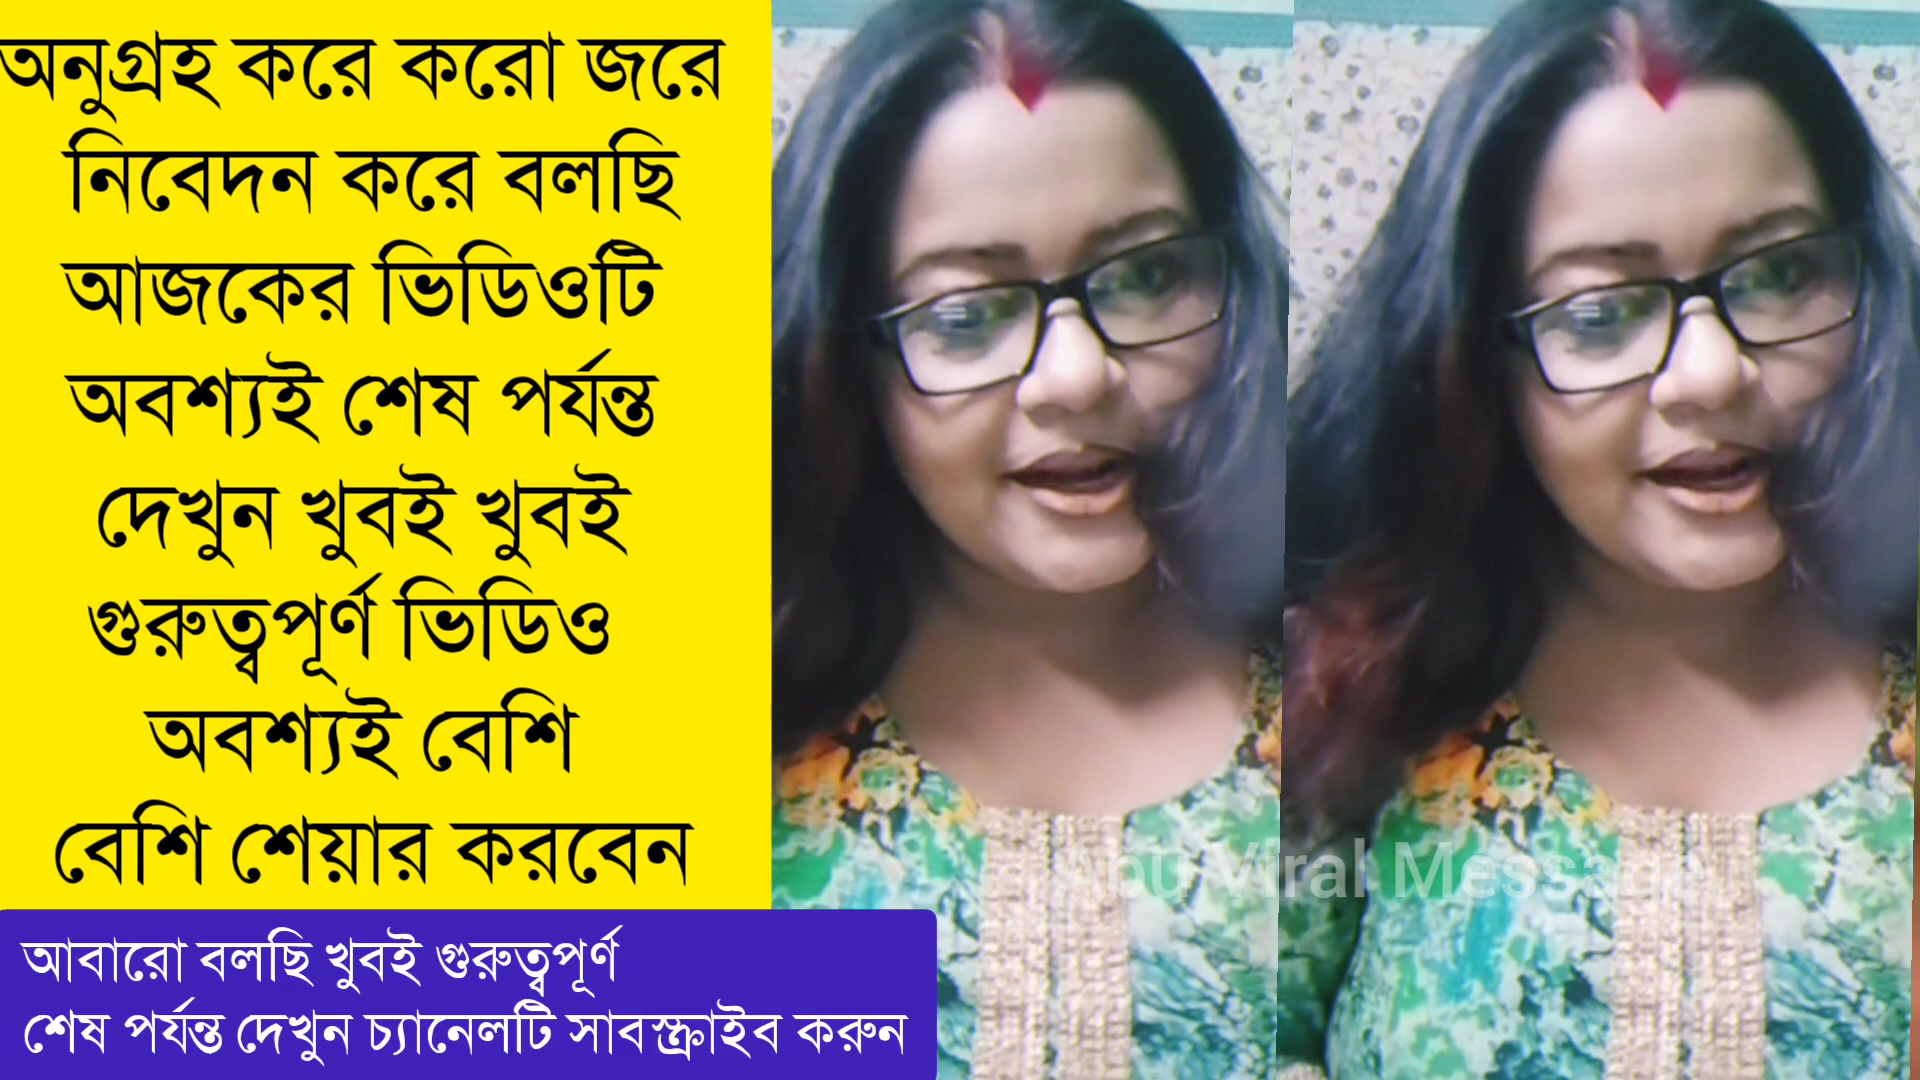 অনুগ্রহ করে করো জরে
নিবেদন করে বলছি
আজকের ভিডিওটি
অবশ্যই শেষ পর্যন্ত
দেখুন খুবই খুবই
গুরুত্বপূর্ণ ভিডিও
অবশ্যই বেশি
বেশি শেয়ার করবেন
আবারো বলছি খুবই গুরুত্বপূর্ণ
শেষ পর্যন্ত দেখুন চ্যানেলটি সাবস্ক্রাইব করুন
Abu Viral Message